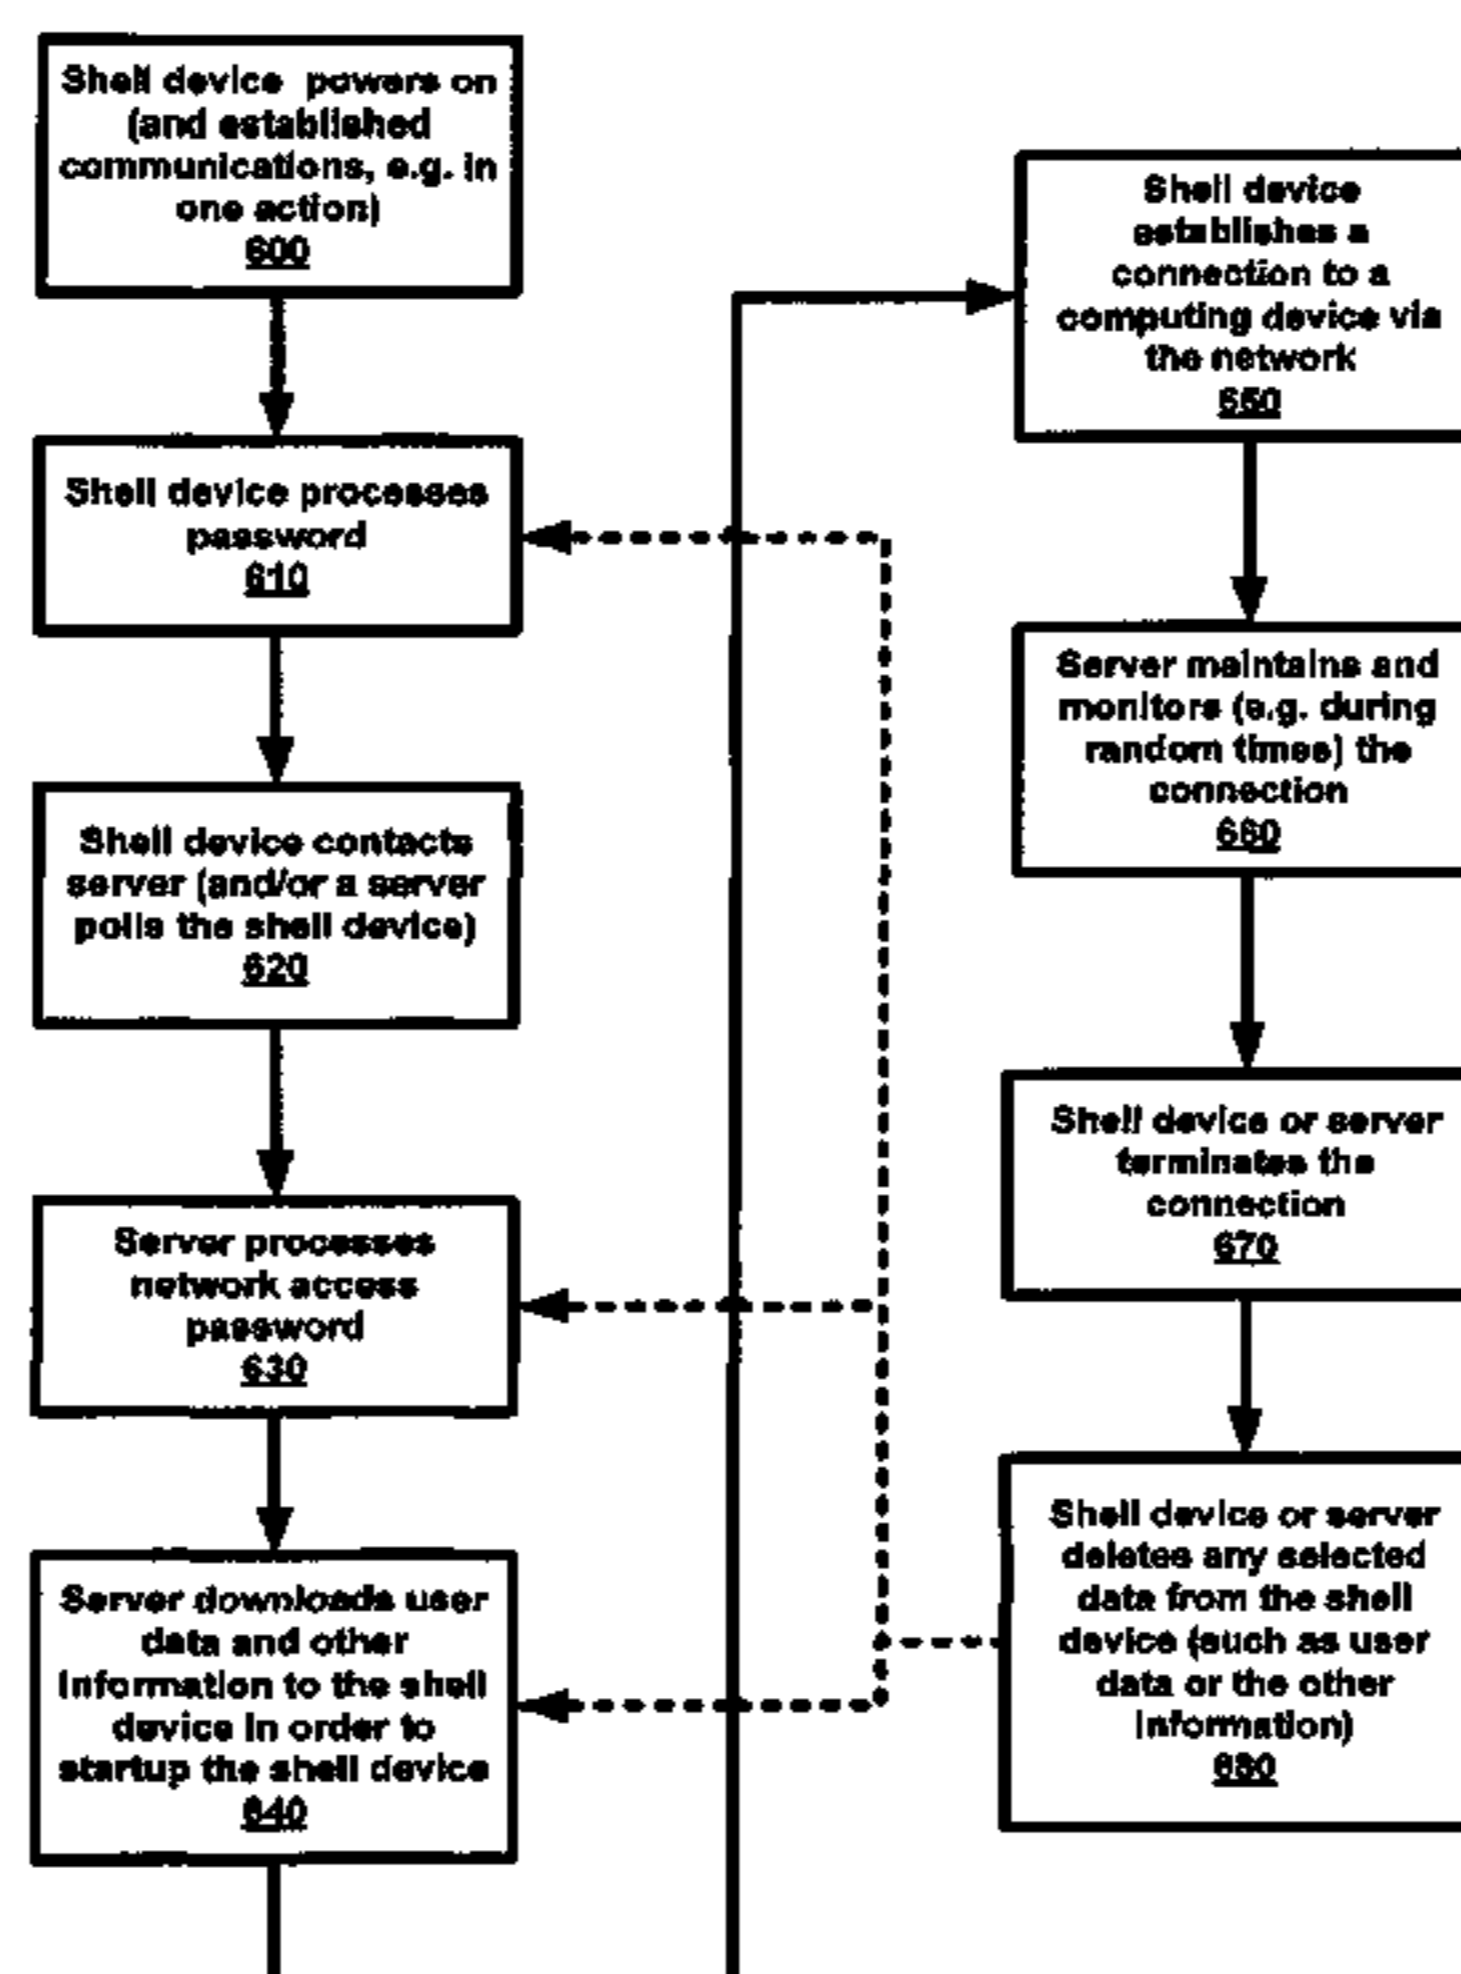 Shell device powers on
(and established
communications, e.g. in
one action)
600
Shell device processes
password
610
Shell device contacts
server (and/or a server
polls the shell device)
620
Server processes
network access
password
630
Server downloads user
data and other
information to the shell
device in order to
startup the shell device
640
Shell device
establishes a
connection to a
computing device via
the network
650
Server maintains and
monitors (e.g. during
random times) the
connection
660
Shell device or server
terminates the
connection
670
Shell device or server
deletes any selected
data from the shell
device (such as user
data or the other
information)
680